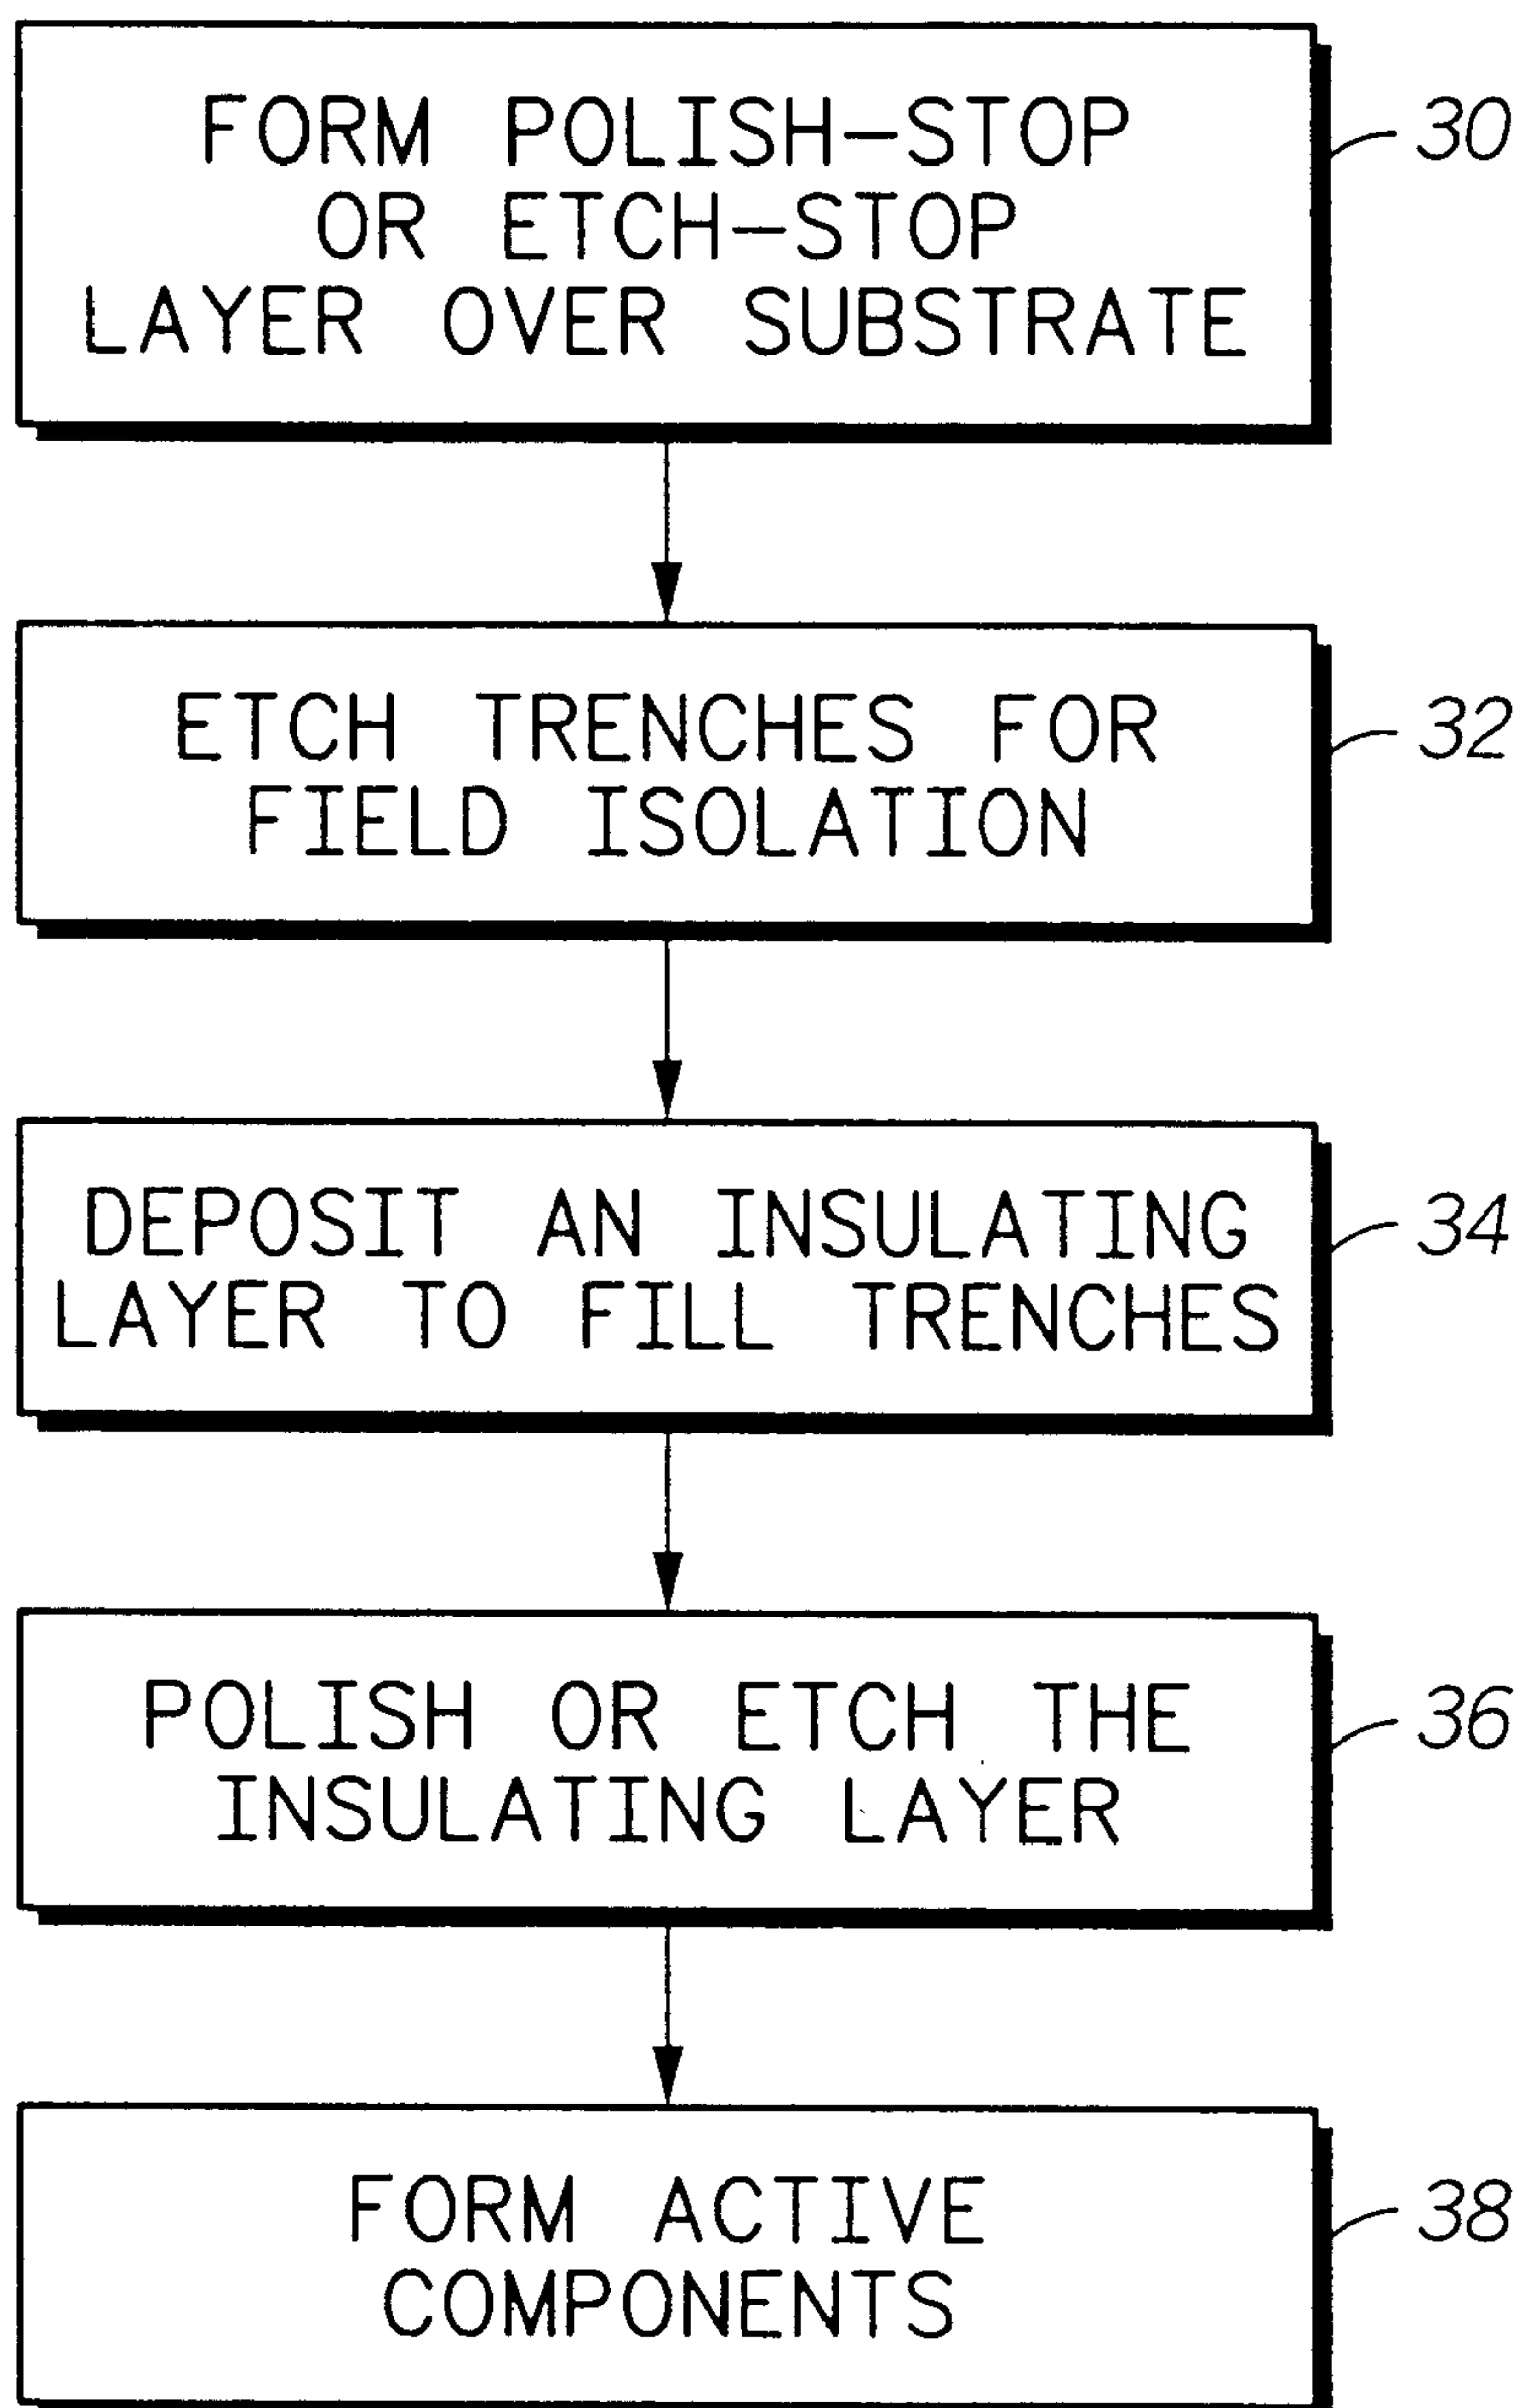 FORM POLISH-STOP
OR ETCH-STOP
LAYER OVER SUBSTRATE
30
ETCH TRENCHES FOR
FIELD ISOLATION
32
DEPOSIT AN INSULATING
LAYER TO FILL TRENCHES
34
POLISH OR ETCH THE
INSULATING LAYER
36
FORM ACTIVE
COMPONENTS
38